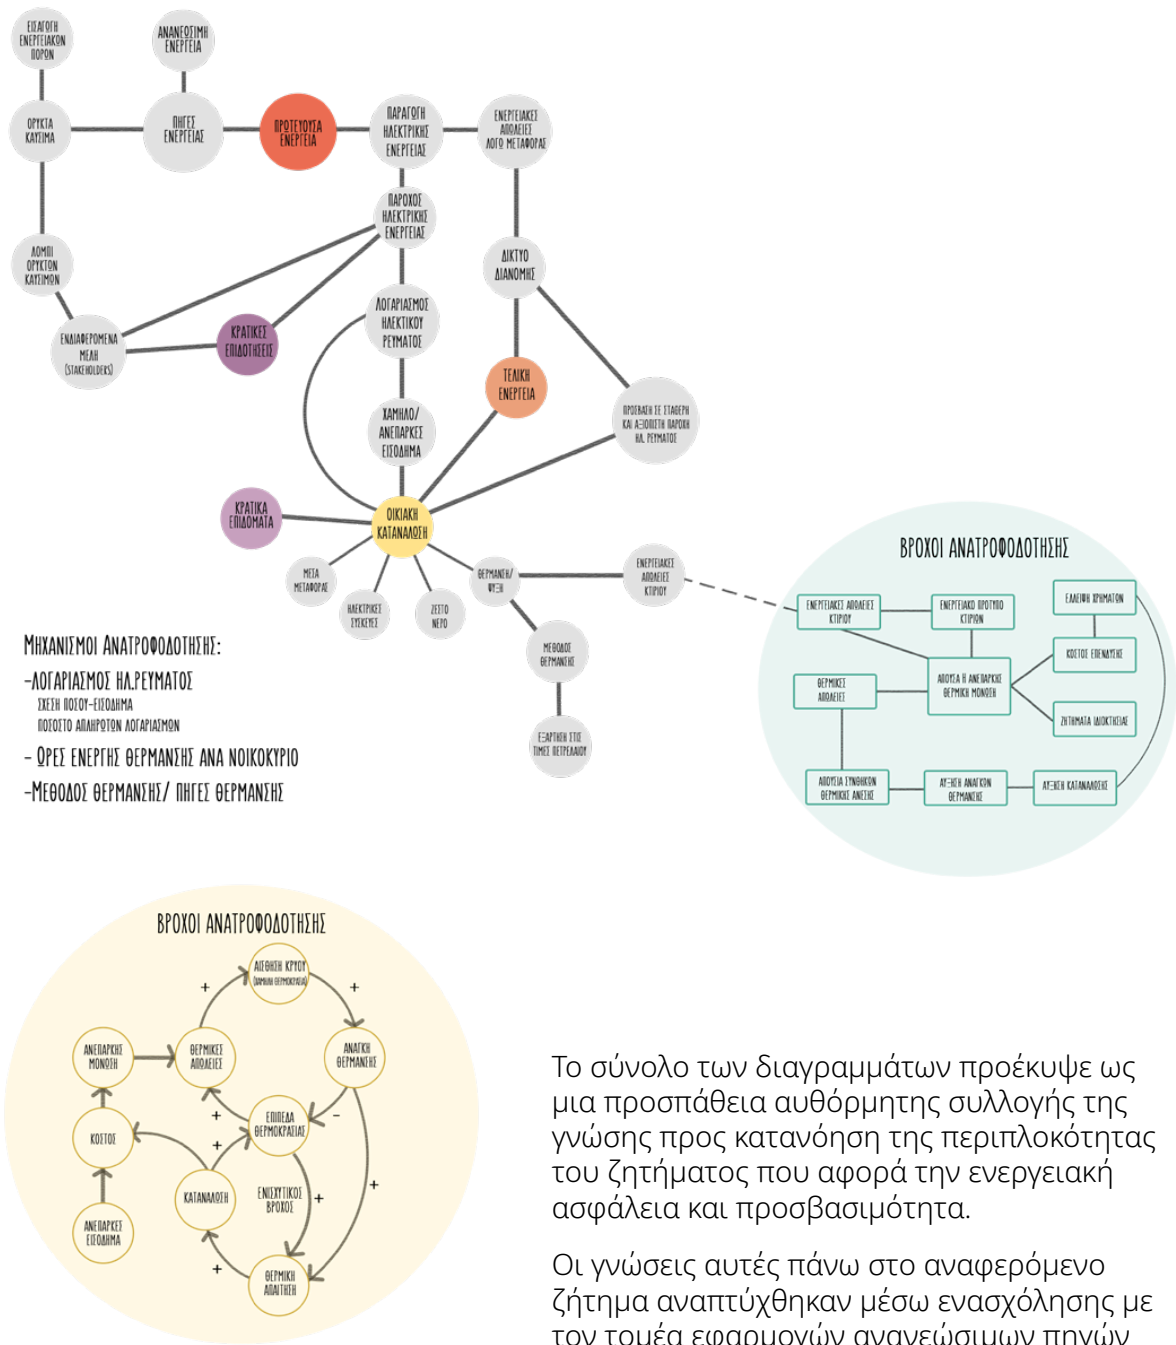 ΕΙΣΑΓΩΓΗ
ΕΝΕΡΓΕΙΑΚΩΝ
ΠΟΡΩΝ
ΑΝΑΝΕΩΣΙΜΗ
ΕΝΕΡΓΕΙΑ
ΟΡΥΚΤΑ
ΚΑΥΣΙΜΑ
ΠΗΓΕΣ
ΕΝΕΡΓΕΙΑΣ
ΠΡΩΤΕΥΟΥΣΑ
ΕΝΕΡΓΕΙΑ
ΠΑΡΑΓΩΓΗ
ΗΛΕΚΤΡΙΚΗΣ
ΕΝΕΡΓΕΙΑΣ
ΕΝΕΡΓΕΙΑΚΕΣ
ΑΠΩΛΕΙΕΣ
ΛΟΓΩ ΜΕΤΑΦΟΡΑΣ
ΠΑΡΟΧΟΣ
ΗΛΕΚΤΡΙΚΗΣ
ΕΝΕΡΓΕΙΑΣ
ΛΟΜΠΙ
ΟΡΥΚΤΩΝ
ΚΑΥΣΙΜΩΝ
ΔΙΚΤΥΟ
ΔΙΑΝΟΜΗΣ
ΛΟΓΑΡΙΑΣΜΟΣ
ΗΛΕΚΤΙΚΟΥ
ΡΕΥΜΑΤΟΣ
ΕΝΔΙΑΦΕΡΟΜΕΝΑ
ΜΕΛΗ
(STAKEHOLDERS)
ΚΡΑΤΙΚΕΣ
ΕΠΙΔΟΤΗΣΕΙΣ
ΤΕΛΙΚΗ
ΕΝΕΡΓΕΙΑ
ΧΑΜΗΛΟ/
ΑΝΕΠΑΡΚΕΣ
ΕΙΣΟΔΗΜΑ
ΠΡΟΣΒΑΣΗ ΣΕ ΣΤΑΘΕΡΗ
ΚΑΙ ΑΞΙΟΠΙΣΤΗ ΠΑΡΟΧΗ
ΗΛ. ΡΕΥΜΑΤΟΣ
ΚΡΑΤΙΚΑ
ΕΠΙΔΟΜΑΤΑ
ΟΙΚΙΑΚΗ
ΚΑΤΑΝΑΛΩΣΗ
ΜΕΣΑ
ΜΕΤΑΦΟΡΑΣ
ΗΛΕΚΤΡΙΚΕΣ
ΣΥΣΚΕΥΕΣ
ΖΕΣΤΟ
ΝΕΡΟ
ΘΕΡΜΑΝΣΗ/
ΨΥΞΗ
ΕΝΕΡΓΕΙΑΚΕΣ
ΑΠΩΛΕΙΕΣ
ΚΤΙΡΙΟΥ
ΜΕΘΟΔΟΣ
ΘΕΡΜΑΝΣΗΣ
ΕΞΑΡΤΗΣΗ ΣΤΙΣ
ΤΙΜΕΣ ΠΕΤΡΕΛΑΙΟΥ
ΜΗΧΑΝΙΣΜΟΙ ΑΝΑΤΡΟΦΟΔΟΤΗΣΗΣ:
-ΛΟΓΑΡΙΑΣΜΟΣ ΗΛ.ΡΕΥΜΑΤΟΣ
ΣΧΕΣΗ ΠΟΣΟΥ-ΕΙΣΟΔΗΜΑ
ΠΟΣΟΣΤΟ ΑΠΛΗΡΩΤΩΝ ΛΟΓΑΡΙΑΣΜΩΝ
- ΩΡΕΣ ΕΝΕΡΓΗΣ ΘΕΡΜΑΝΣΗΣ ΑΝΑ ΝΟΙΚΟΚΥΡΙΟ
-ΜΕΘΟΔΟΣ ΘΕΡΜΑΝΣΗΣ/ ΠΗΓΕΣ ΘΕΡΜΑΝΣΗΣ
ΒΡΟΧΟΙ ΑΝΑΤΡΟΦΟΔΟΤΗΣΗΣ
ΕΝΕΡΓΕΙΑΚΕΣ ΑΠΩΛΕΙΕΣ
ΚΤΙΡΙΟΥ
ΕΝΕΡΓΕΙΑΚΟ ΠΡΟΤΥΠΟ
ΚΤΙΡΙΩΝ
ΕΛΛΕΙΨΗ ΧΡΗΜΑΤΩΝ
ΚΟΣΤΟΣ ΕΠΕΝΔΥΣΗΣ
ΑΠΟΥΣΑ Ή ΑΝΕΠΑΡΚΗΣ
ΘΕΡΜΙΚΗ ΜΟΝΩΣΗ
ΘΕΡΜΙΚΕΣ
ΑΠΩΛΕΙΕΣ
ΖΗΤΗΜΑΤΑ ΙΔΙΟΚΤΗΣΙΑΣ
ΑΠΟΥΣΙΑ ΣΥΝΘΗΚΩΝ
ΘΕΡΜΙΚΗΣ ΑΝΕΣΗΣ
ΑΥΞΗΣΗ ΑΝΑΓΚΩΝ
ΘΕΡΜΑΝΣΗΣ
ΑΥΞΗΣΗ ΚΑΤΑΝΑΛΩΣΗΣ
ΒΡΟΧΟΙ ΑΝΑΤΡΟΦΟΔΟΤΗΣΗΣ
ΑΙΣΘΗΣΗ ΚΡΥΟΥ
(ΧΑΜΗΛΗ ΘΕΡΜΟΚΡΑΣΙΑ)
+
+
ΑΝΕΠΑΡΚΗΣ
ΜΟΝΩΣΗ
ΘΕΡΜΙΚΕΣ
ΑΠΩΛΕΙΕΣ
ΑΝΑΓΚΗ
ΘΕΡΜΑΝΣΗΣ
+
-
ΕΠΙΠΕΔΑ
ΘΕΡΜΟΚΡΑΣΙΑΣ
ΚΟΣΤΟΣ
+
ΚΑΤΑΝΑΛΩΣΗ
ΕΝΙΣΧΥΤΙΚΟΣ
ΒΡΟΧΟΣ
+
+
ΑΝΕΠΑΡΚΕΣ
ΕΙΣΟΔΗΜΑ
+
ΘΕΡΜΙΚΗ
ΑΠΑΙΤΗΣΗ
Το σύνολο των διαγραμμάτων προέκυψε ως
μια προσπάθεια αυθόρμητης συλλογής της
γνώσης προς κατανόηση της περιπλοκότητας
του ζητήματος που αφορά την ενεργειακή
ασφάλεια και προσβασιμότητα.
Οι γνώσεις αυτές πάνω στο αναφερόμενο
ζήτημα αναπτύχθηκαν μέσω ενασχόλησης με
τον τομέα εφαρμογών ανανεώσιμων πηγών